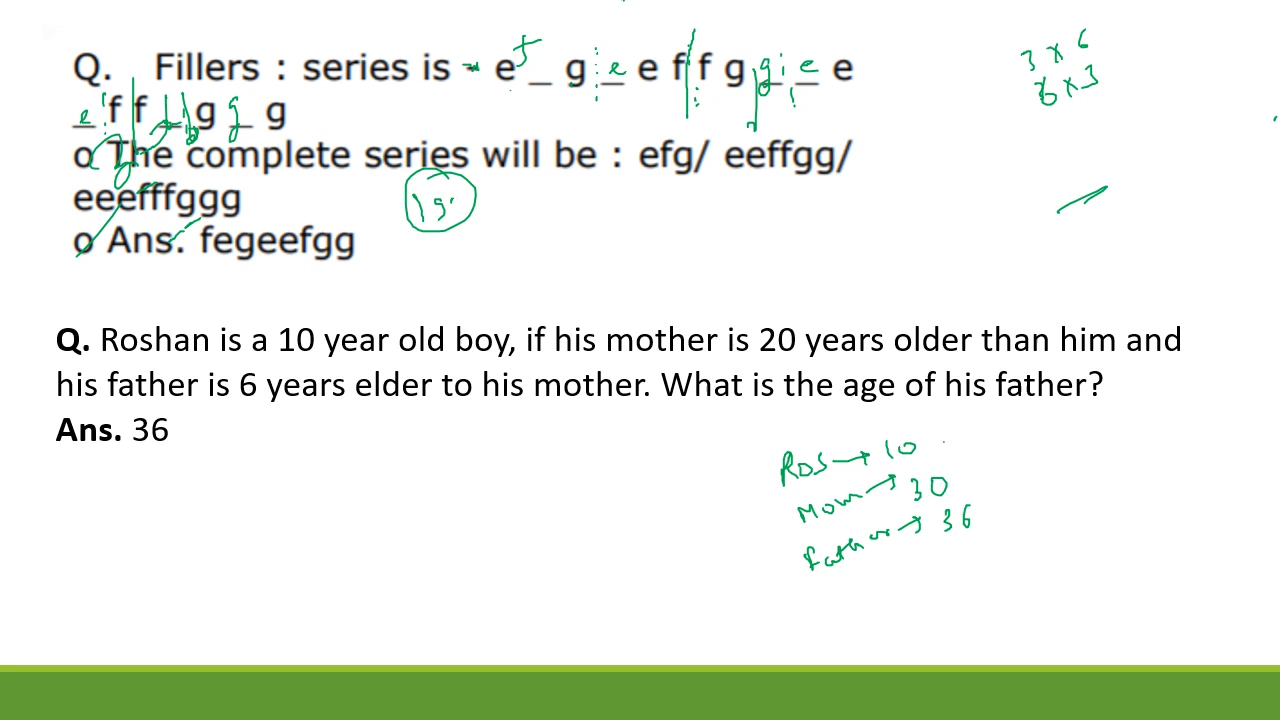 Q. Fillers : series is - e _ g _ e f f g _ _ e
_ f f _ g _ g
o The complete series will be : efg/ eeffgg/
eeefffggg
o Ans. fegeefgg
Q. Roshan is a 10 year old boy, if his mother is 20 years older than him and
his father is 6 years elder to his mother. What is the age of his father?
Ans. 36
3 x 6
6 x 3
Ros → 10
Mom → 30
father → 36